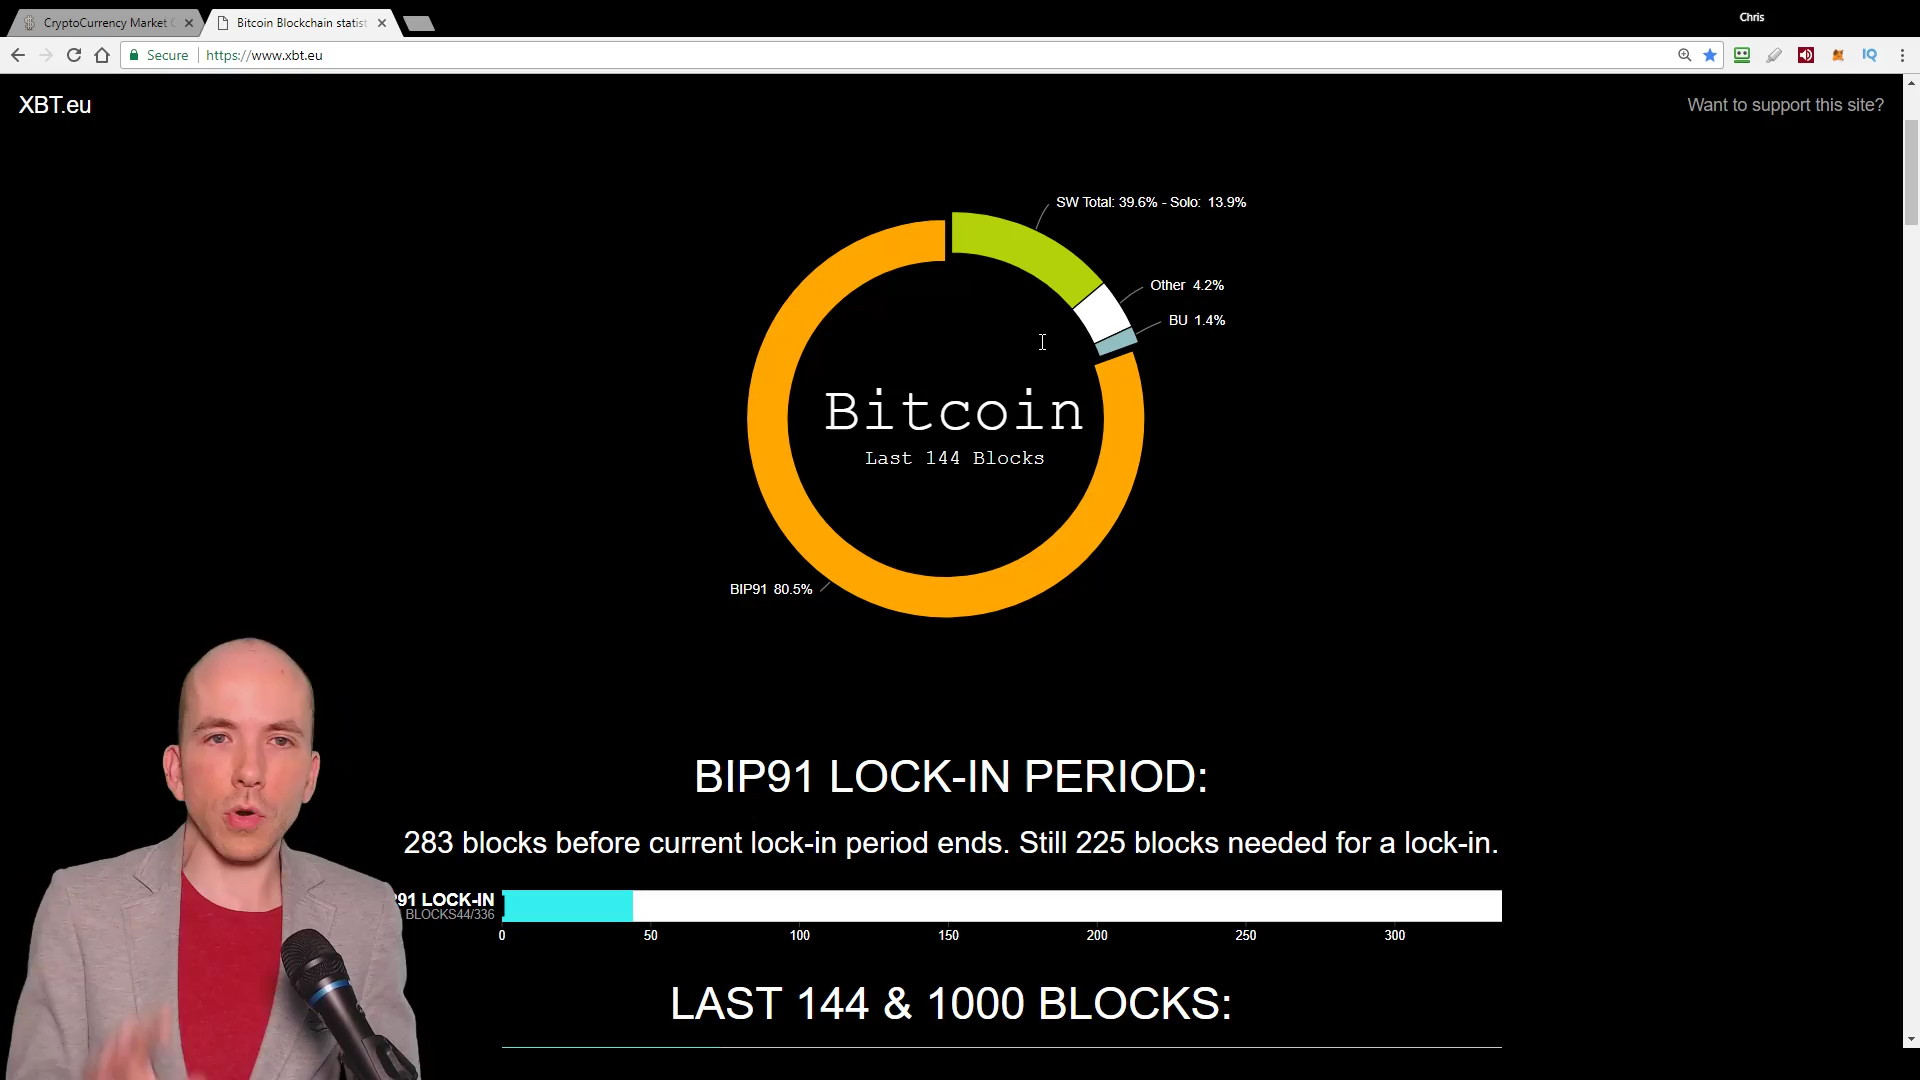 CryptoCurrency Market C
Bitcoin Blockchain statist
Chris
Secure
https://www.xbt.eu
IQ
XBT.eu
Want to support this site?
SW Total: 39.6% - Solo: 13.9%
Other 4.2%
BU 1.4%
Bitcoin
Last 144 Blocks
BIP91 80.5%
BIP91 LOCK-IN PERIOD:
283 blocks before current lock-in period ends. Still 225 blocks needed for a lock-in.
P91 LOCK-IN
BLOCKS44/336
0 50 100 150 200 250 300
LAST 144 & 1000 BLOCKS: